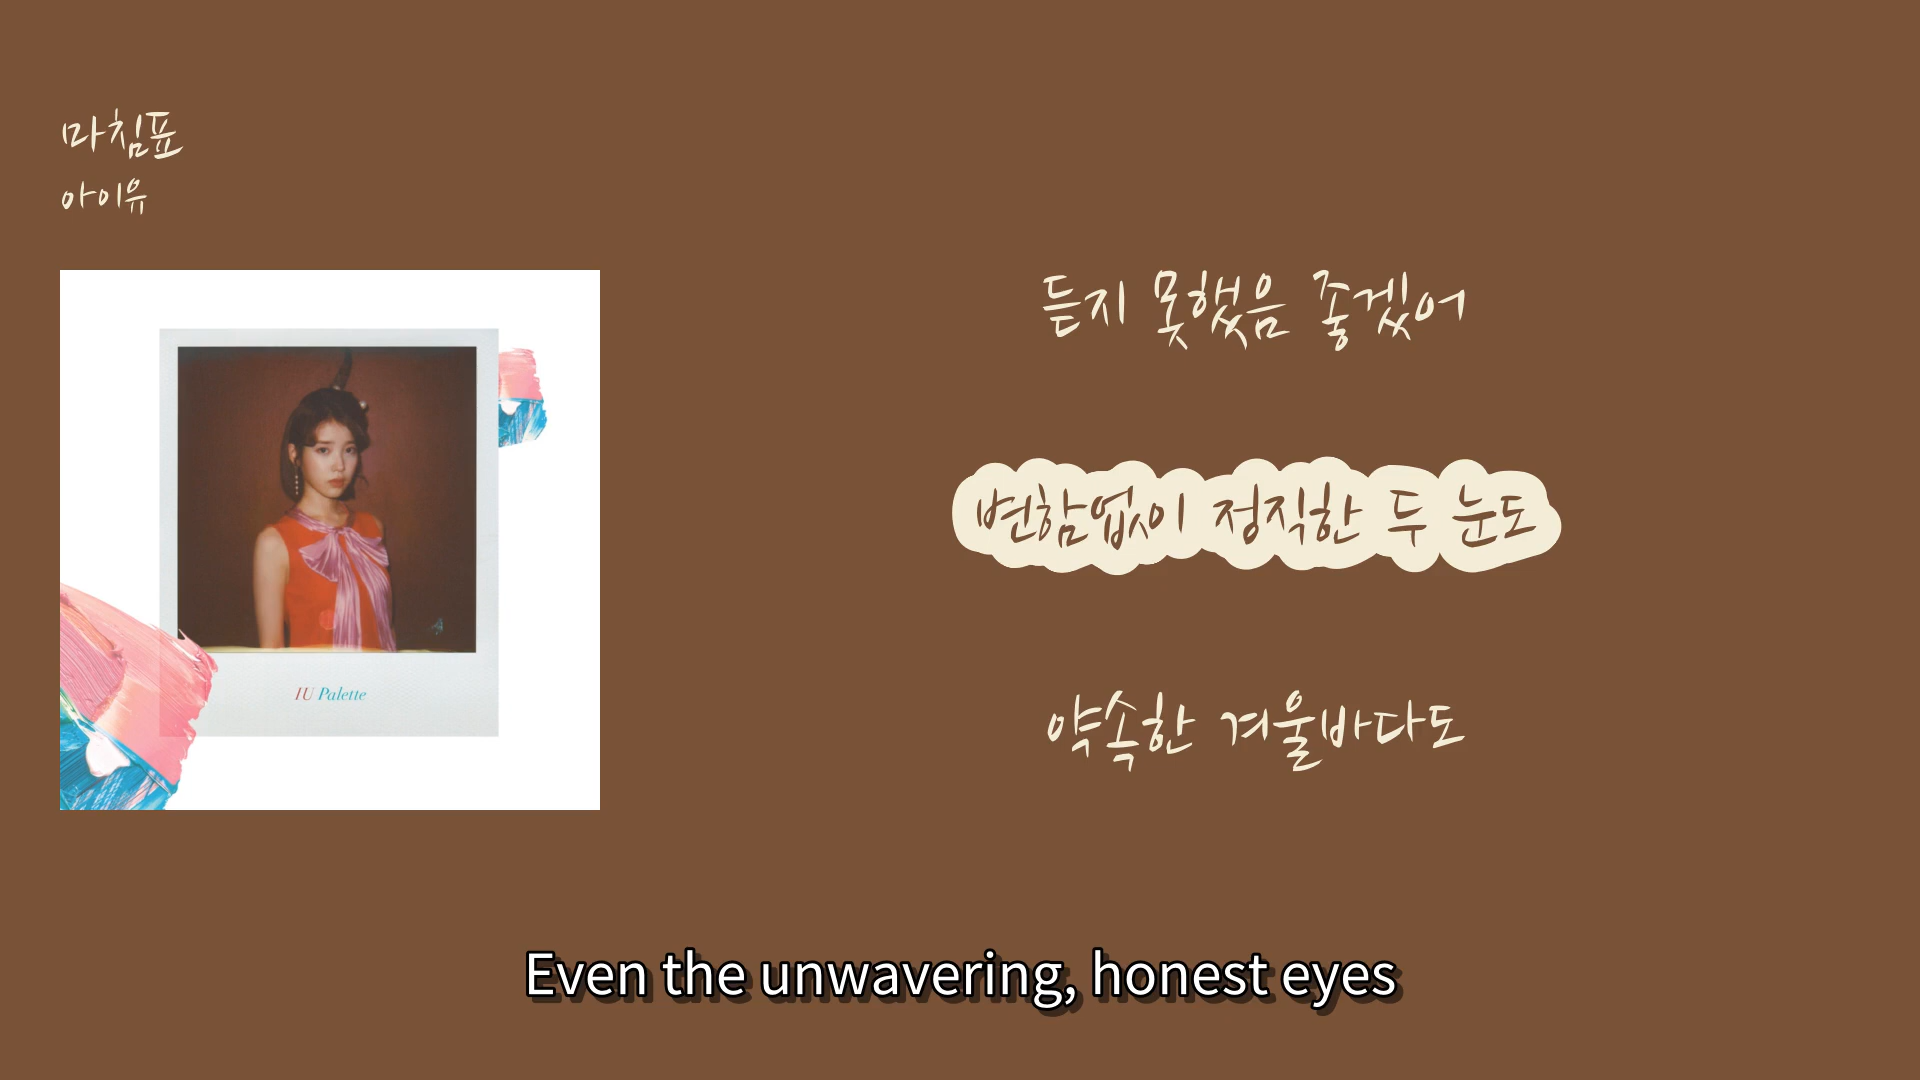 마침표
아이유
IU Palette
듣지 못했음 좋겠어
변함없이 정직한 두 눈도
약속한 겨울바다도
Even the unwavering, honest eyes